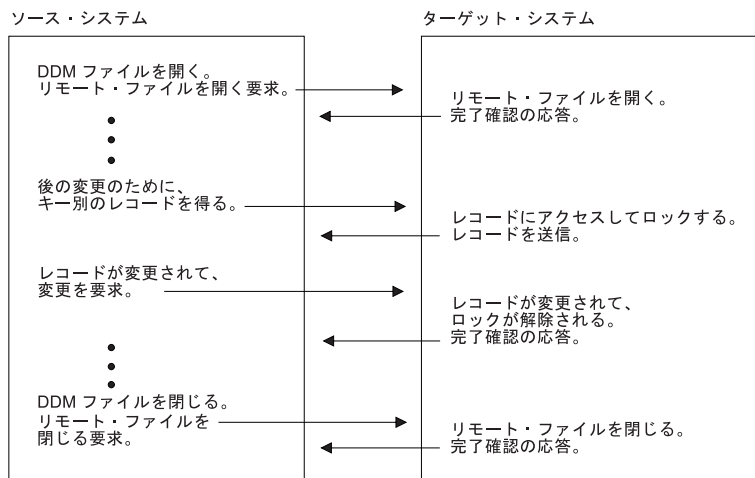 ソース・システム
ターゲット・システム
DDM ファイルを開く。
リモート・ファイルを開く要求。
リモート・ファイルを開く。
完了確認の応答。
後の変更のために、
キー別のレコードを得る。
レコードにアクセスしてロックする。
レコードを送信。
レコードが変更されて、
変更を要求。
レコードが変更されて、
ロックが解除される。
完了確認の応答。
DDM ファイルを閉じる。
リモート・ファイルを
閉じる要求。
リモート・ファイルを閉じる。
完了確認の応答。